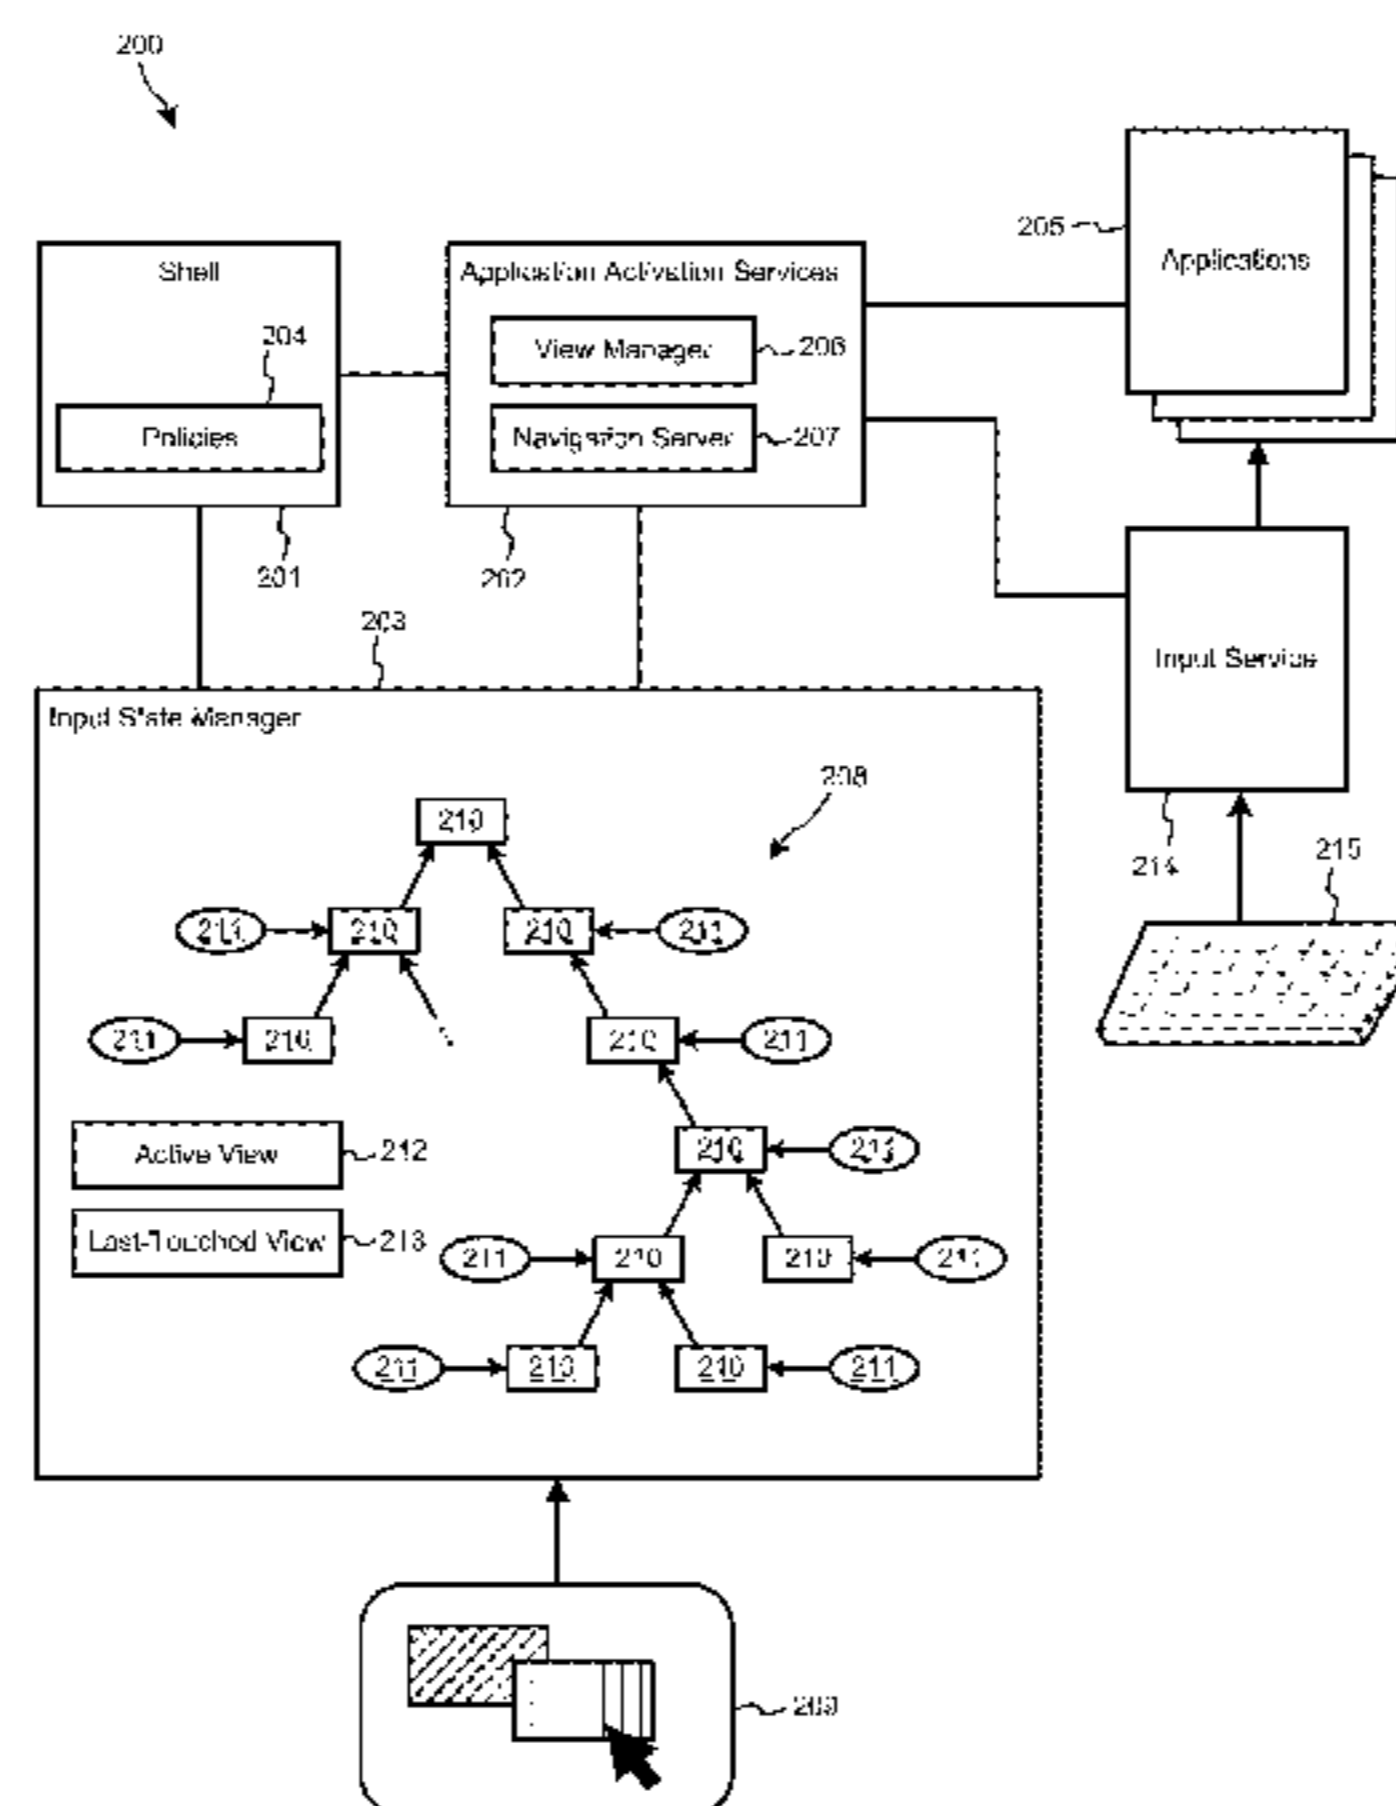 200
205
Applications
Shell
Application Activation Services
204
View Manager
206
Policies
Navigation Server
207
201
202
203
Input Service
Input State Manager
208
210
214
215
211 210 210 211
211 210 210 211
Active View
212
210 211
Last-Touched View
213
211 210 210 211
211 210 210 211
209